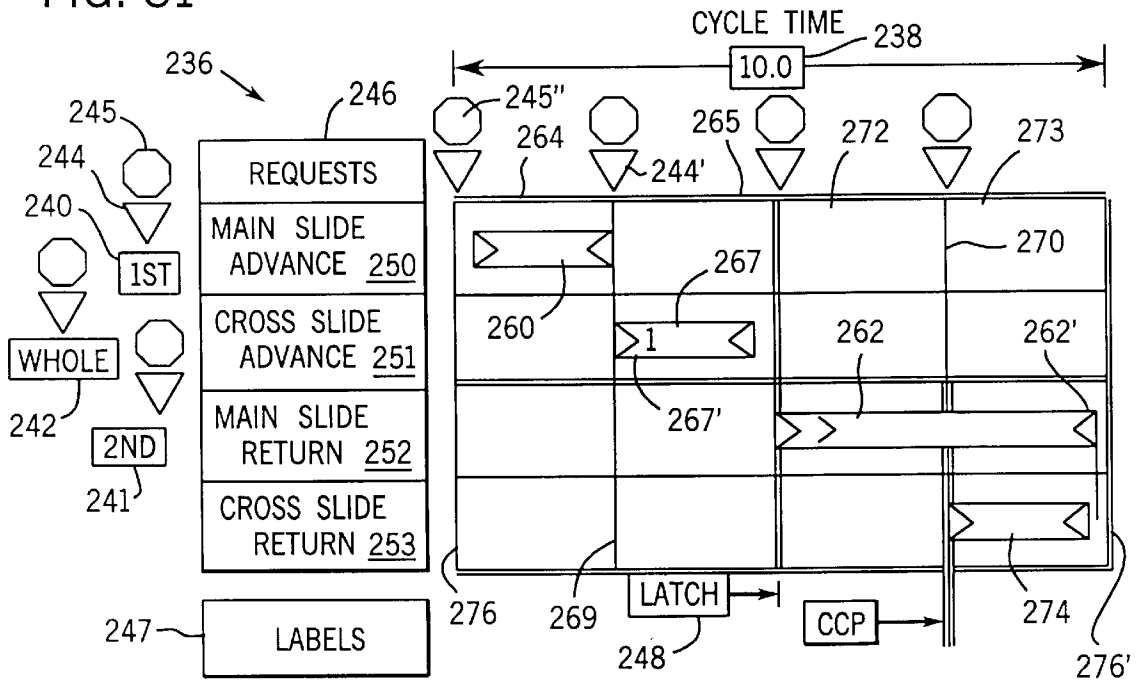 FIG. 31
CYCLE TIME
238
10.0
236
246
245
245"
264
265
272
273
244
244'
240
REQUESTS
MAIN SLIDE
ADVANCE 250
1ST
270
267
260
CROSS SLIDE
ADVANCE 251
1
262
262'
WHOLE
267'
242
MAIN SLIDE
RETURN 252
2ND
241
CROSS SLIDE
RETURN 253
276
269
LATCH
248
CCP
274
276'
247
LABELS